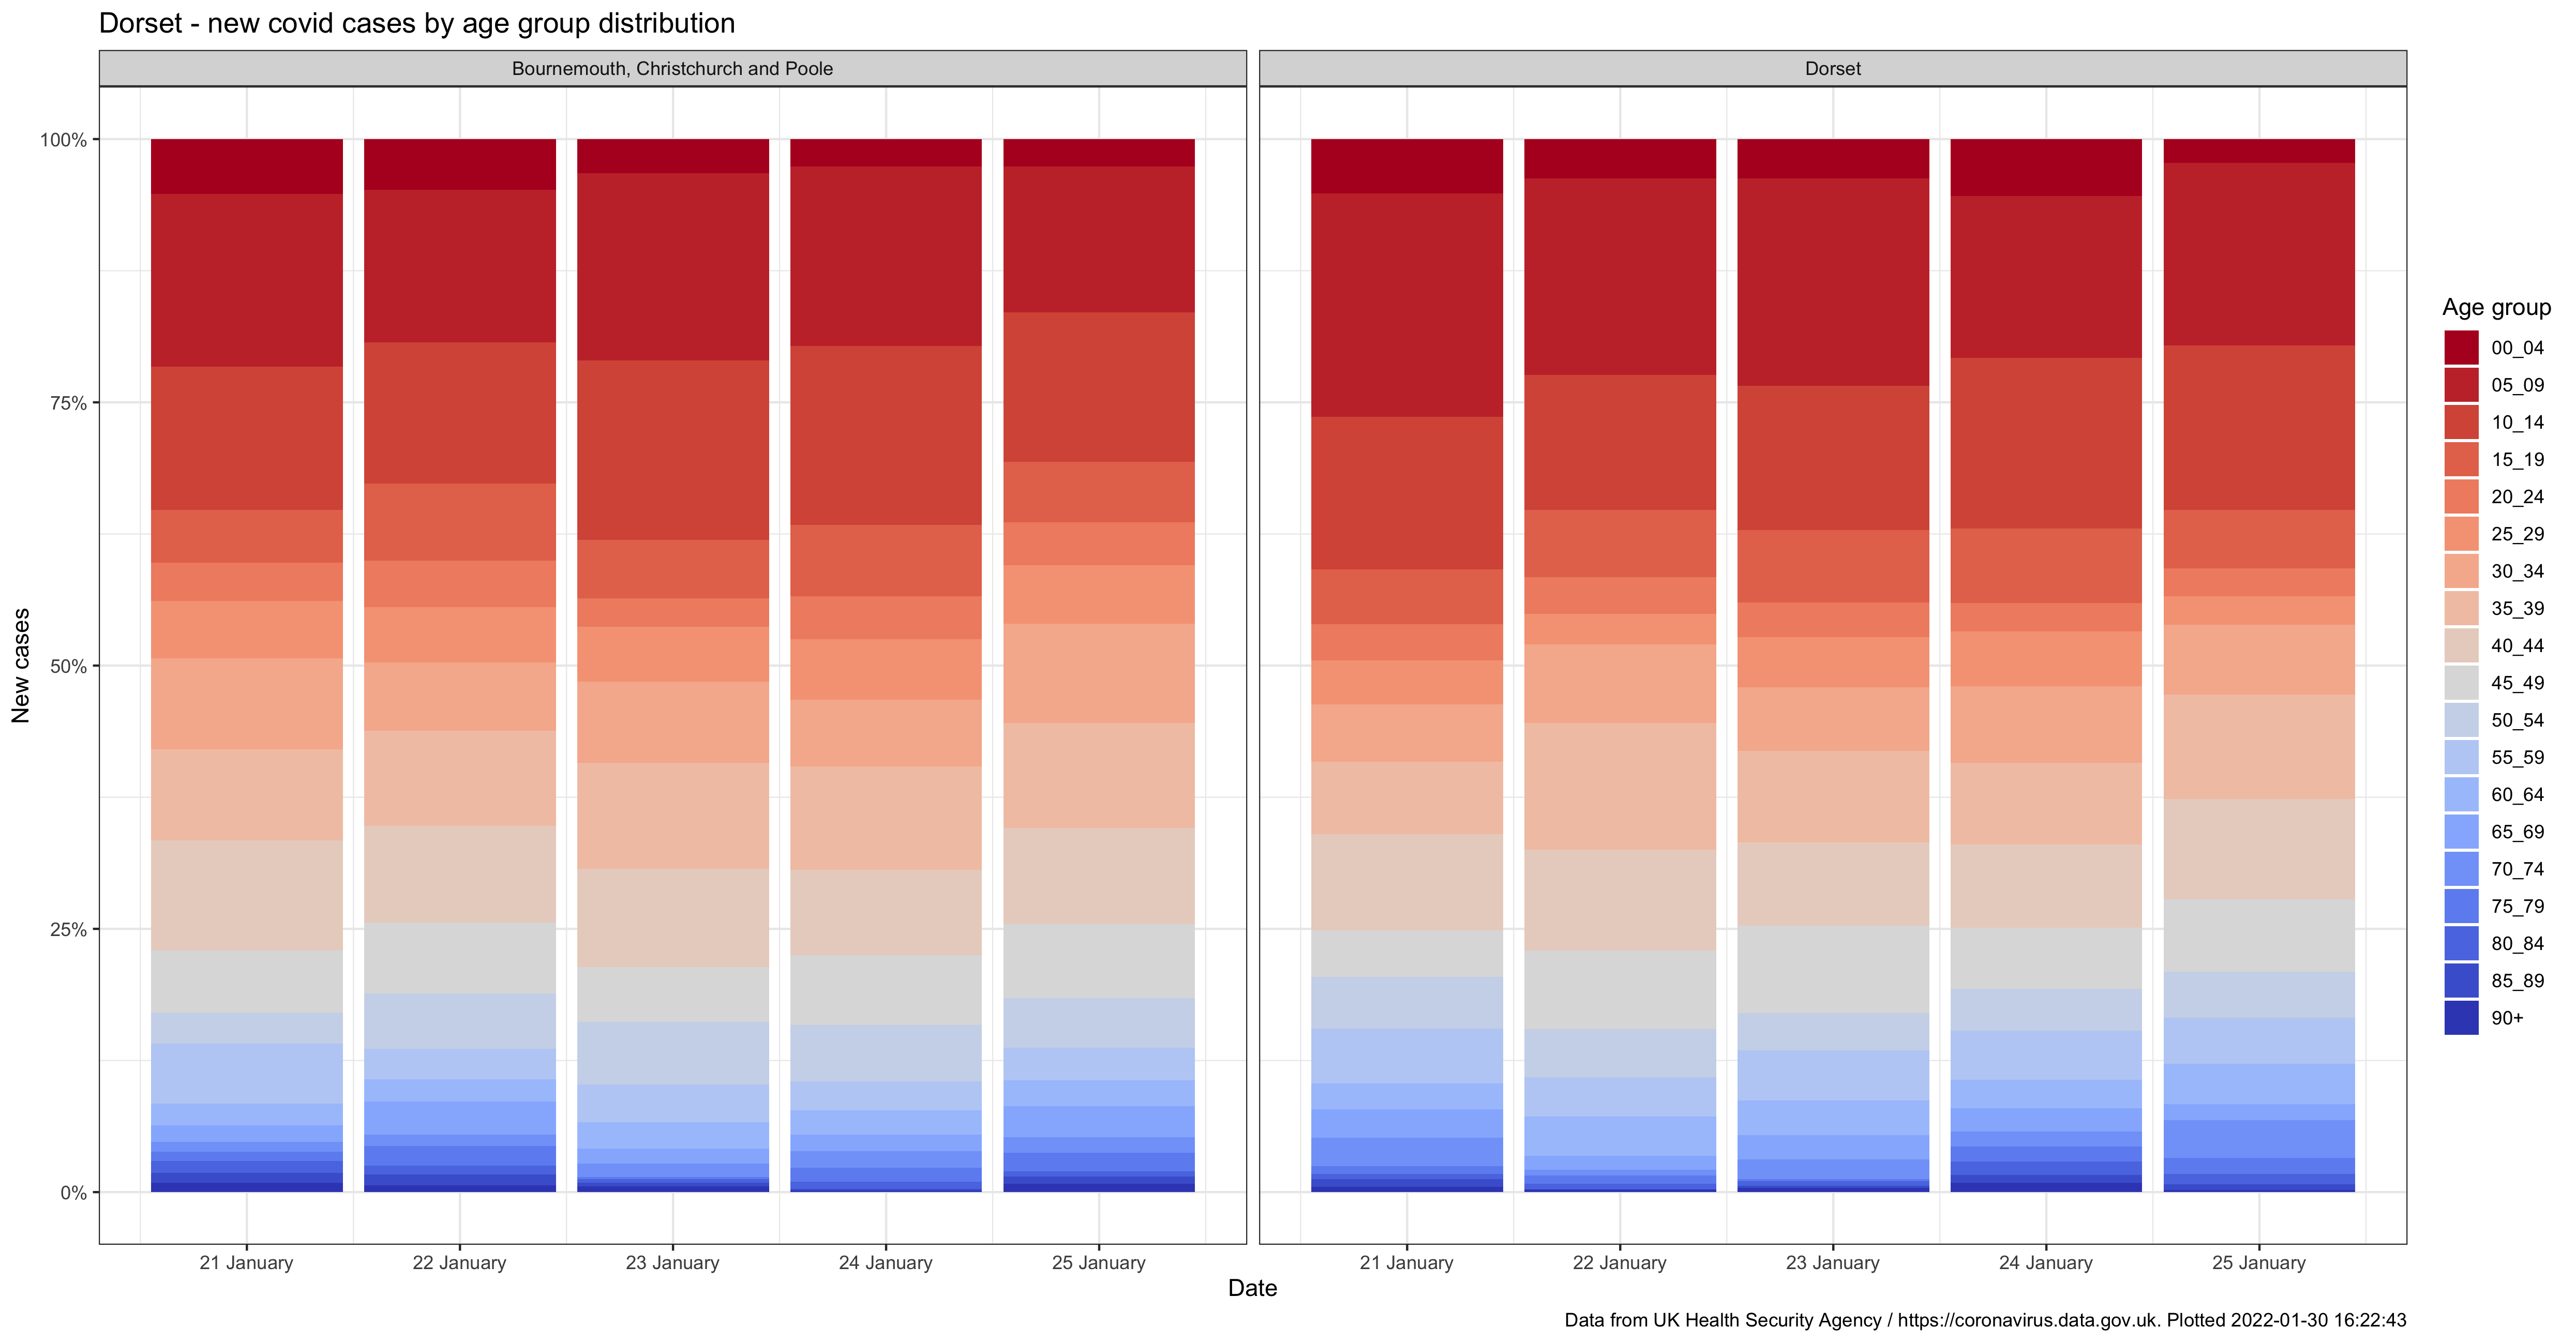 Dorset - new covid cases by age group distribution
Bournemouth, Christchurch and Poole
Dorset
New cases
100%
75%
50%
25%
0%
21 January
22 January
23 January
24 January
25 January
21 January
22 January
23 January
24 January
25 January
Date
Age group
00_04
05_09
10_14
15_19
20_24
25_29
30_34
35_39
40_44
45_49
50_54
55_59
60_64
65_69
70_74
75_79
80_84
85_89
90+
Data from UK Health Security Agency / https://coronavirus.data.gov.uk. Plotted 2022-01-30 16:22:43